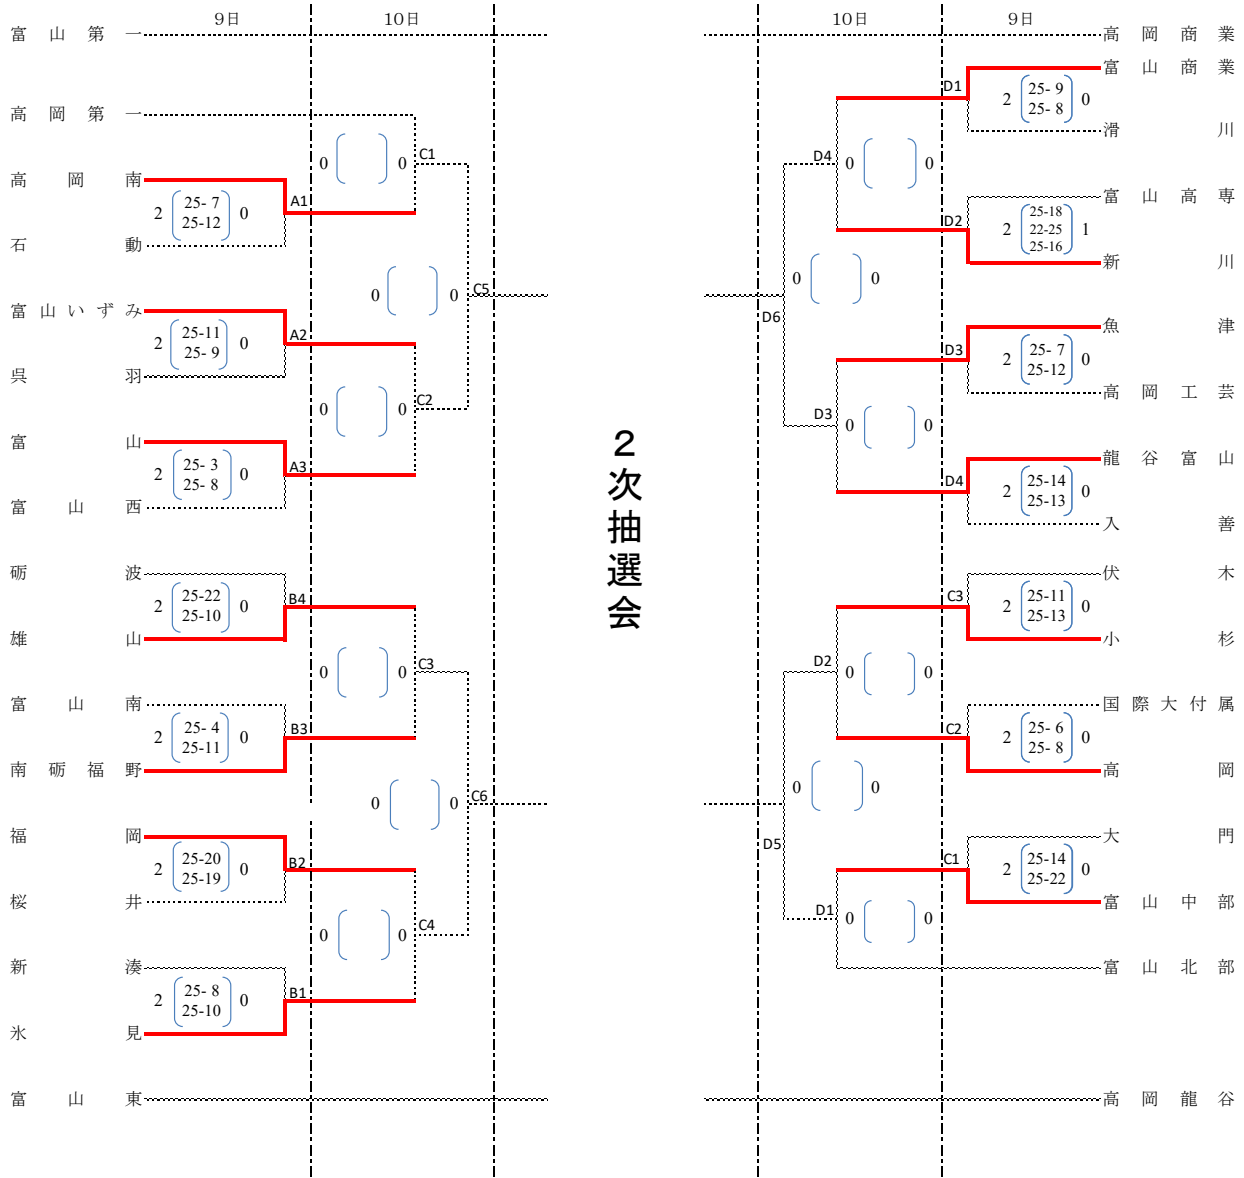 9日 10日 10日 9日
富山第一 高岡商業
富山商業
D1
2 25- 9 0
25- 8
高岡第一
滑川
0 0 C1
D4 0 0
高岡南
富山高専
A1
2 25- 7 0
25-12
D2
2 25-18 1
22-25
25-16
石動
新川
0 0
0 0 C5
富山いずみ
D6
魚津
A2
2 25-11 0
25- 9
D3
2 25- 7 0
25-12
呉羽
高岡工芸
0 0 C2
D3 0 0
富山
2次抽選会
龍谷富山
A3
2 25- 3 0
25- 8
D4
2 25-14 0
25-13
富山西
入善
砺波
伏木
B4
2 25-22 0
25-10
C3
2 25-11 0
25-13
雄山
小杉
0 0 C3
D2 0 0
富山南
国際大付属
B3
2 25- 4 0
25-11
C2
2 25- 6 0
25- 8
南砺福野
高岡
0 0
0 0 C6
福岡
D5
大門
B2
2 25-20 0
25-19
C1
2 25-14 0
25-22
桜井
富山中部
0 0 C4
D1 0 0
新湊
富山北部
B1
2 25- 8 0
25-10
氷見
富山東 高岡龍谷